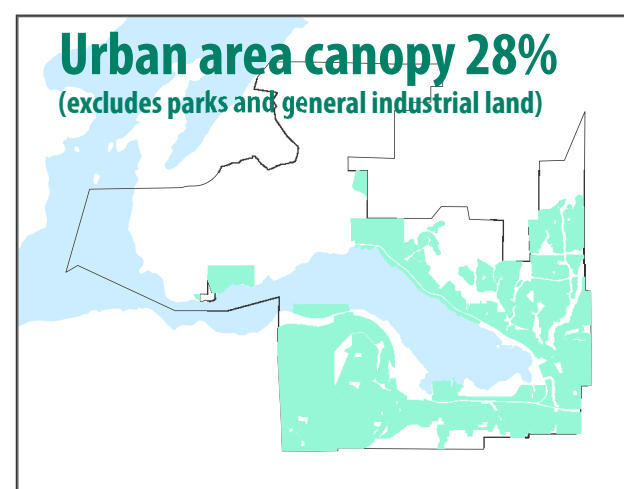 Urban area canopy 28%
(excludes parks and general industrial land)